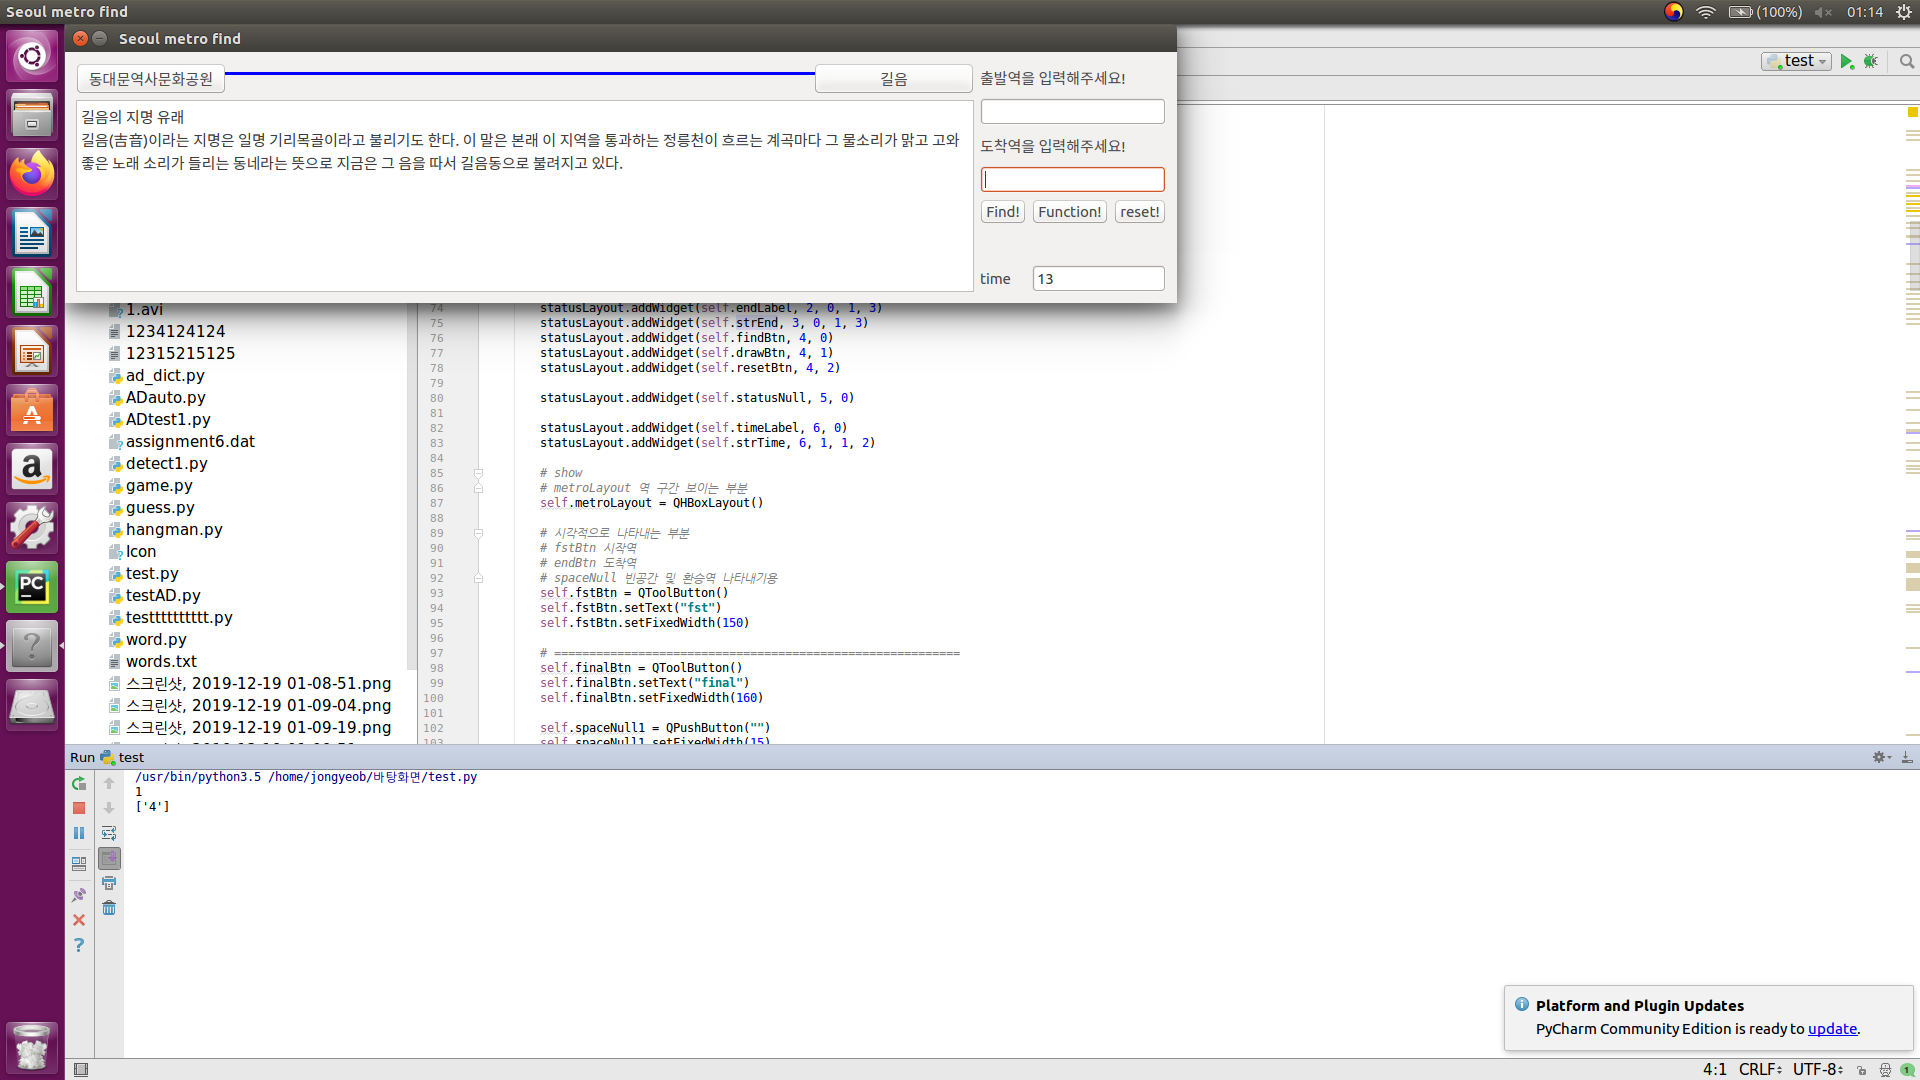 Seoul metro find
(100%)
01:14
Seoul metro find
동대문역사문화공원
길음
출발역을 입력해주세요!
길음의 지명 유래
길음(吉音)이라는 지명은 일명 기리목골이라고 불리기도 한다. 이 말은 본래 이 지역을 통과하는 정릉천이 흐르는 계곡마다 그 물소리가 맑고 고와
좋은 노래 소리가 들리는 동네라는 뜻으로 지금은 그 음을 따서 길음동으로 불려지고 있다.
도착역을 입력해주세요!
Find!
Function!
reset!
time
13
test
1.avi
1234124124
12315215125
ad_dict.py
ADauto.py
ADtest1.py
assignment6.dat
detect1.py
game.py
guess.py
hangman.py
Icon
test.py
testAD.py
testttttttttt.py
word.py
words.txt
스크린샷, 2019-12-19 01-08-51.png
스크린샷, 2019-12-19 01-09-04.png
스크린샷, 2019-12-19 01-09-19.png
74 statusLayout.addWidget(self.endLabel, 2, 0, 1, 3)
75 statusLayout.addWidget(self.strEnd, 3, 0, 1, 3)
76 statusLayout.addWidget(self.findBtn, 4, 0)
77 statusLayout.addWidget(self.drawBtn, 4, 1)
78 statusLayout.addWidget(self.resetBtn, 4, 2)
79
80 statusLayout.addWidget(self.statusNull, 5, 0)
81
82 statusLayout.addWidget(self.timeLabel, 6, 0)
83 statusLayout.addWidget(self.strTime, 6, 1, 1, 2)
84
85 # show
86 # metroLayout 역 구간 보이는 부분
87 self.metroLayout = QHBoxLayout()
88
89 # 시각적으로 나타내는 부분
90 # fstBtn 시작역
91 # endBtn 도착역
92 # spaceNull 빈공간 및 환승역 나타내기용
93 self.fstBtn = QToolButton()
94 self.fstBtn.setText("fst")
95 self.fstBtn.setFixedWidth(150)
96
97 # ==========================================================
98 self.finalBtn = QToolButton()
99 self.finalBtn.setText("final")
100 self.finalBtn.setFixedWidth(160)
101
102 self.spaceNull1 = QPushButton("")
103 self.spaceNull1.setFixedWidth(15)
Run test
/usr/bin/python3.5 /home/jongyeob/바탕화면/test.py
1
['4']
Platform and Plugin Updates
PyCharm Community Edition is ready to update.
4:1 CRLF UTF-8 1